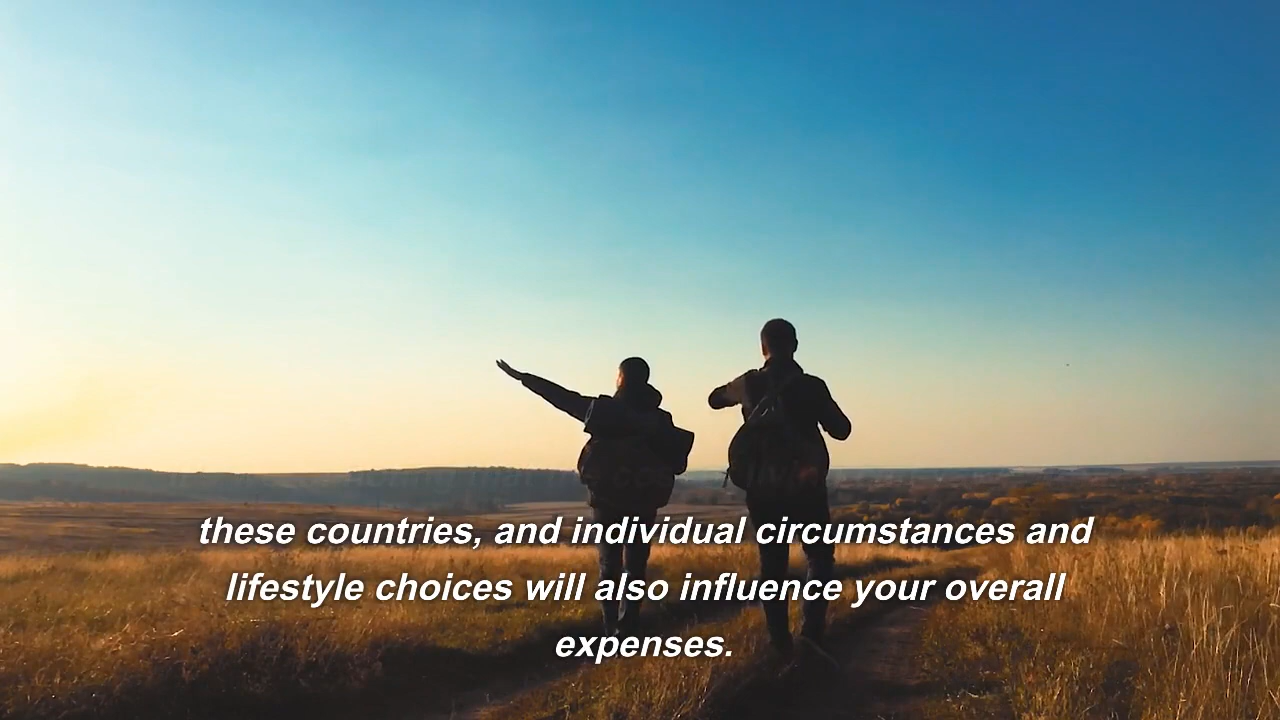 these countries, and individual circumstances and
lifestyle choices will also influence your overall
expenses.